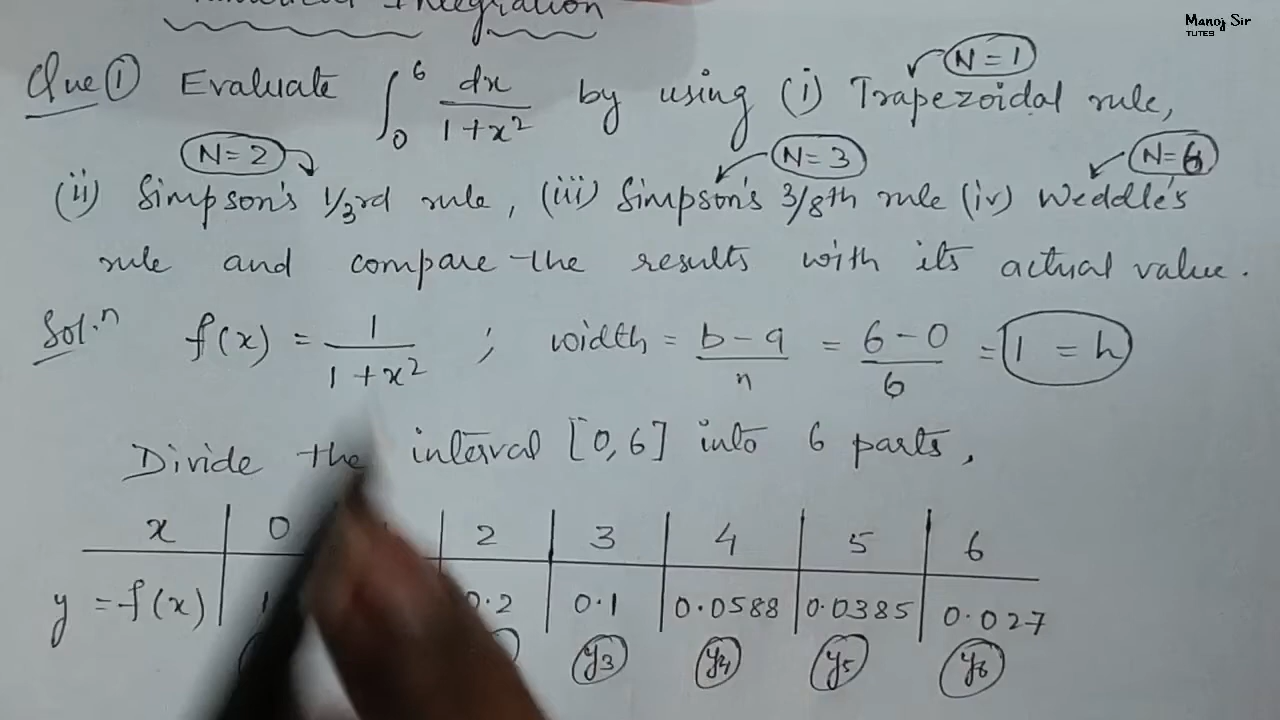 Integration
Manoj Sir
TUTES
N=1
Que ① Evaluate ∫₀⁶ dx/(1+x²) by using (i) Trapezoidal rule,
N=2 N=3 N=6
(ii) Simpson's 1/3rd rule, (iii) Simpson's 3/8th rule (iv) Weddle's
rule and compare the results with its actual value.
Sol.n f(x) = 1/(1+x²) ; width = (b-a)/n = (6-0)/6 = 1 = h
Divide the interval [0,6] into 6 parts,
x 0 2 3 4 5 6
y = f(x) 0.2 0.1 0.0588 0.0385 0.027
y₃ y₄ y₅ y₆